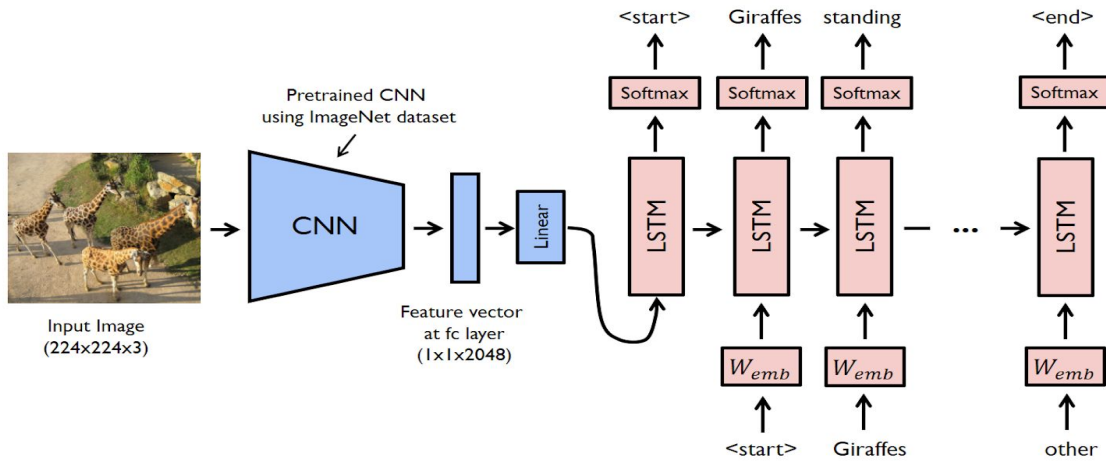 <start> Giraffes standing <end>
Softmax Softmax Softmax Softmax
Pretrained CNN
using ImageNet dataset
CNN
Linear
LSTM LSTM LSTM ... LSTM
Input Image
(224x224x3)
Feature vector
at fc layer
(1x1x2048)
W_emb W_emb W_emb
<start> Giraffes other